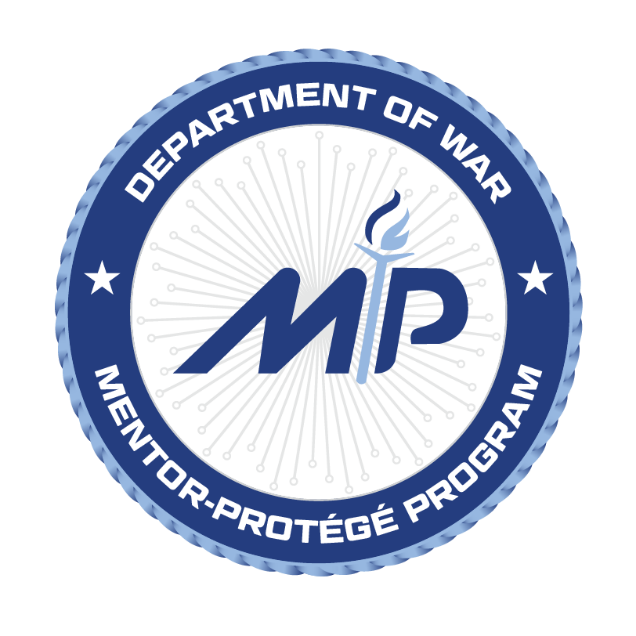 DEPARTMENT OF WAR
MP
MENTOR-PROTÉGÉ PROGRAM